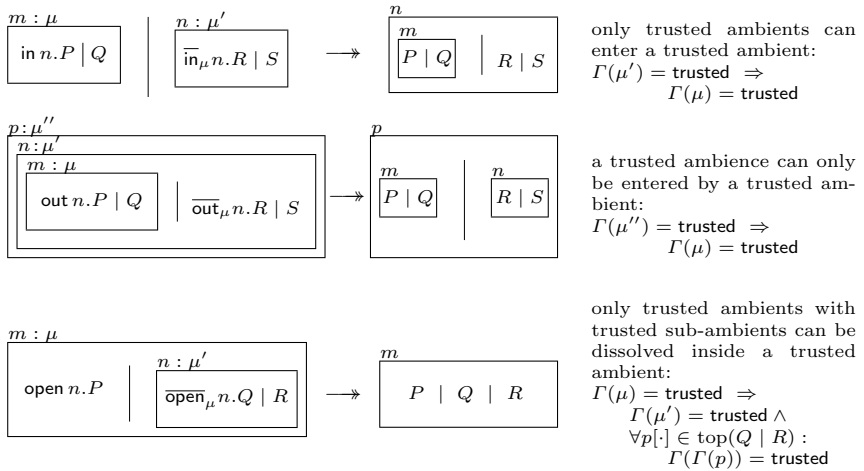 m : μ
n : μ′
n
m
in n.P | Q
in̅_μ n.R | S
P | Q
R | S
only trusted ambients can
enter a trusted ambient:
Γ(μ′) = trusted ⇒
Γ(μ) = trusted
p : μ″
n : μ′
m : μ
out n.P | Q
out̅_μ n.R | S
p
m
n
P | Q
R | S
a trusted ambience can only
be entered by a trusted am-
bient:
Γ(μ″) = trusted ⇒
Γ(μ) = trusted
m : μ
n : μ′
open n.P
open̅_μ n.Q | R
m
P | Q | R
only trusted ambients with
trusted sub-ambients can be
dissolved inside a trusted
ambient:
Γ(μ) = trusted ⇒
Γ(μ′) = trusted ∧
∀p[·] ∈ top(Q | R) :
Γ(Γ(p)) = trusted